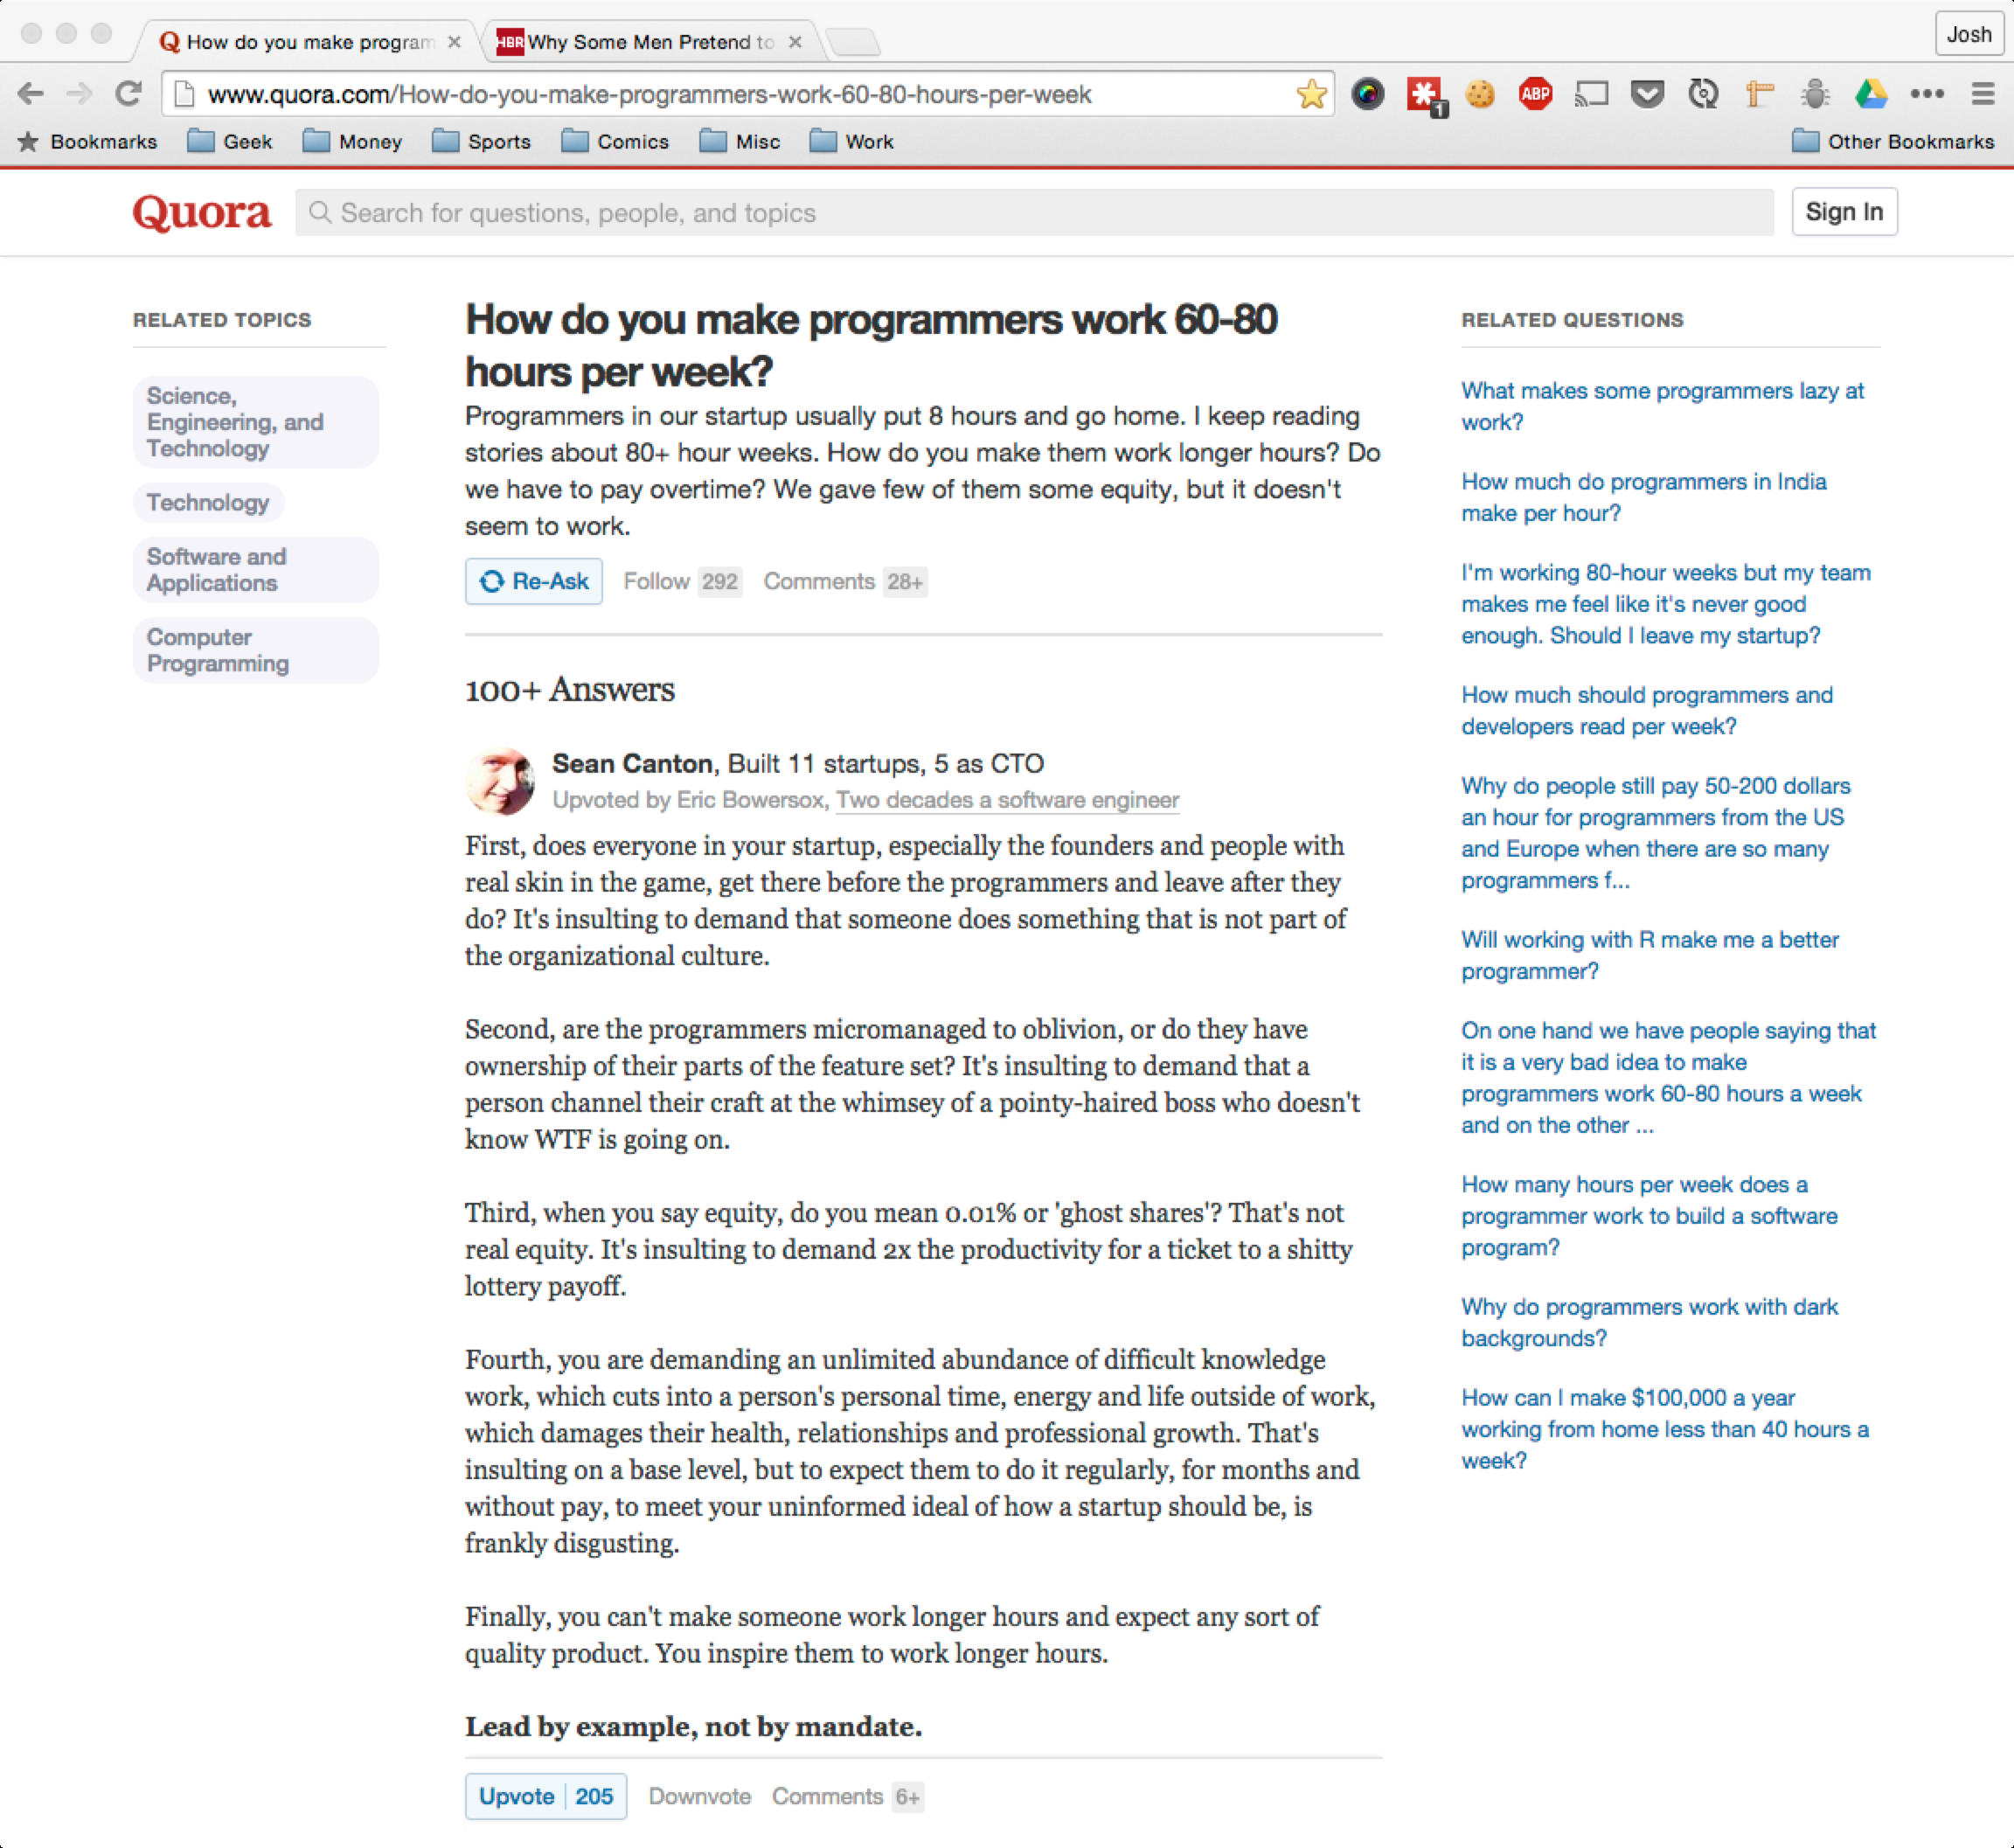 How do you make program
HBR Why Some Men Pretend to
Josh
www.quora.com/How-do-you-make-programmers-work-60-80-hours-per-week
ABP
1
Bookmarks Geek Money Sports Comics Misc Work Other Bookmarks
Quora Search for questions, people, and topics Sign In
RELATED TOPICS
Science,
Engineering, and
Technology
Technology
Software and
Applications
Computer
Programming
How do you make programmers work 60-80
hours per week?
Programmers in our startup usually put 8 hours and go home. I keep reading
stories about 80+ hour weeks. How do you make them work longer hours? Do
we have to pay overtime? We gave few of them some equity, but it doesn't
seem to work.
Re-Ask Follow 292 Comments 28+
100+ Answers
Sean Canton, Built 11 startups, 5 as CTO
Upvoted by Eric Bowersox, Two decades a software engineer
First, does everyone in your startup, especially the founders and people with
real skin in the game, get there before the programmers and leave after they
do? It's insulting to demand that someone does something that is not part of
the organizational culture.
Second, are the programmers micromanaged to oblivion, or do they have
ownership of their parts of the feature set? It's insulting to demand that a
person channel their craft at the whimsey of a pointy-haired boss who doesn't
know WTF is going on.
Third, when you say equity, do you mean 0.01% or 'ghost shares'? That's not
real equity. It's insulting to demand 2x the productivity for a ticket to a shitty
lottery payoff.
Fourth, you are demanding an unlimited abundance of difficult knowledge
work, which cuts into a person's personal time, energy and life outside of work,
which damages their health, relationships and professional growth. That's
insulting on a base level, but to expect them to do it regularly, for months and
without pay, to meet your uninformed ideal of how a startup should be, is
frankly disgusting.
Finally, you can't make someone work longer hours and expect any sort of
quality product. You inspire them to work longer hours.
Lead by example, not by mandate.
Upvote 205 Downvote Comments 6+
RELATED QUESTIONS
What makes some programmers lazy at
work?
How much do programmers in India
make per hour?
I'm working 80-hour weeks but my team
makes me feel like it's never good
enough. Should I leave my startup?
How much should programmers and
developers read per week?
Why do people still pay 50-200 dollars
an hour for programmers from the US
and Europe when there are so many
programmers f...
Will working with R make me a better
programmer?
On one hand we have people saying that
it is a very bad idea to make
programmers work 60-80 hours a week
and on the other ...
How many hours per week does a
programmer work to build a software
program?
Why do programmers work with dark
backgrounds?
How can I make $100,000 a year
working from home less than 40 hours a
week?